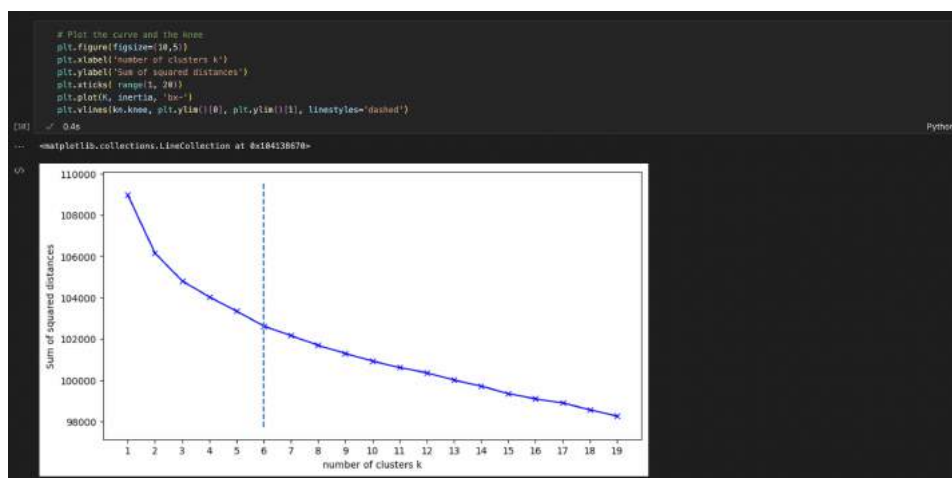 # Plot the curve and the knee
plt.figure(figsize=(10,5))
plt.xlabel('number of clusters k')
plt.ylabel('Sum of squared distances')
plt.xticks( range(1, 20))
plt.plot(K, inertia, 'bx-')
plt.vlines(kn.knee, plt.ylim()[0], plt.ylim()[1], linestyles='dashed')
✓ 0.4s
Python
... <matplotlib.collections.LineCollection at 0x104138670>
</>
110000
108000
106000
104000
102000
100000
98000
Sum of squared distances
1 2 3 4 5 6 7 8 9 10 11 12 13 14 15 16 17 18 19
number of clusters k